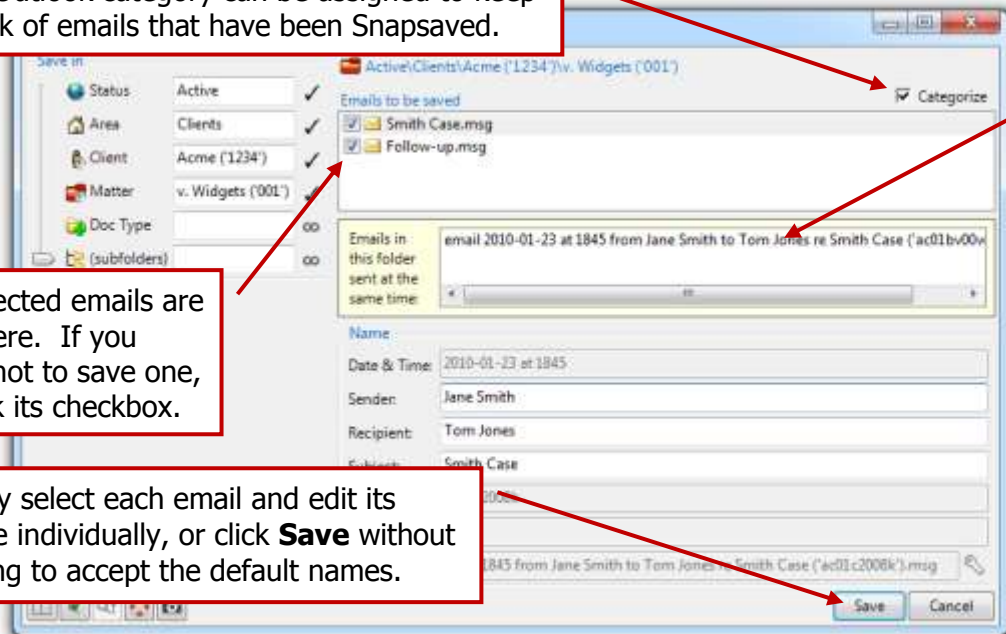 Outlook category can be assigned to keep
k of emails that have been Snapsaved.
Save in
Status Active
Area Clients
Client Acme ('1234')
Matter v. Widgets ('001')
Doc Type
(subfolders)
Active\Clients\Acme ('1234')\v. Widgets ('001')
Emails to be saved
Categorize
Smith Case.msg
Follow-up.msg
Emails in
this folder
sent at the
same time:
email 2010-01-23 at 1845 from Jane Smith to Tom Jones re Smith Case ('ac01bv00
ected emails are
ere. If you
not to save one,
k its checkbox.
Name
Date & Time: 2010-01-23 at 1845
Sender: Jane Smith
Recipient: Tom Jones
Subject: Smith Case
y select each email and edit its
e individually, or click Save without
ng to accept the default names.
1845 from Jane Smith to Tom Jones re Smith Case ('ac01c2008k').msg
Save Cancel